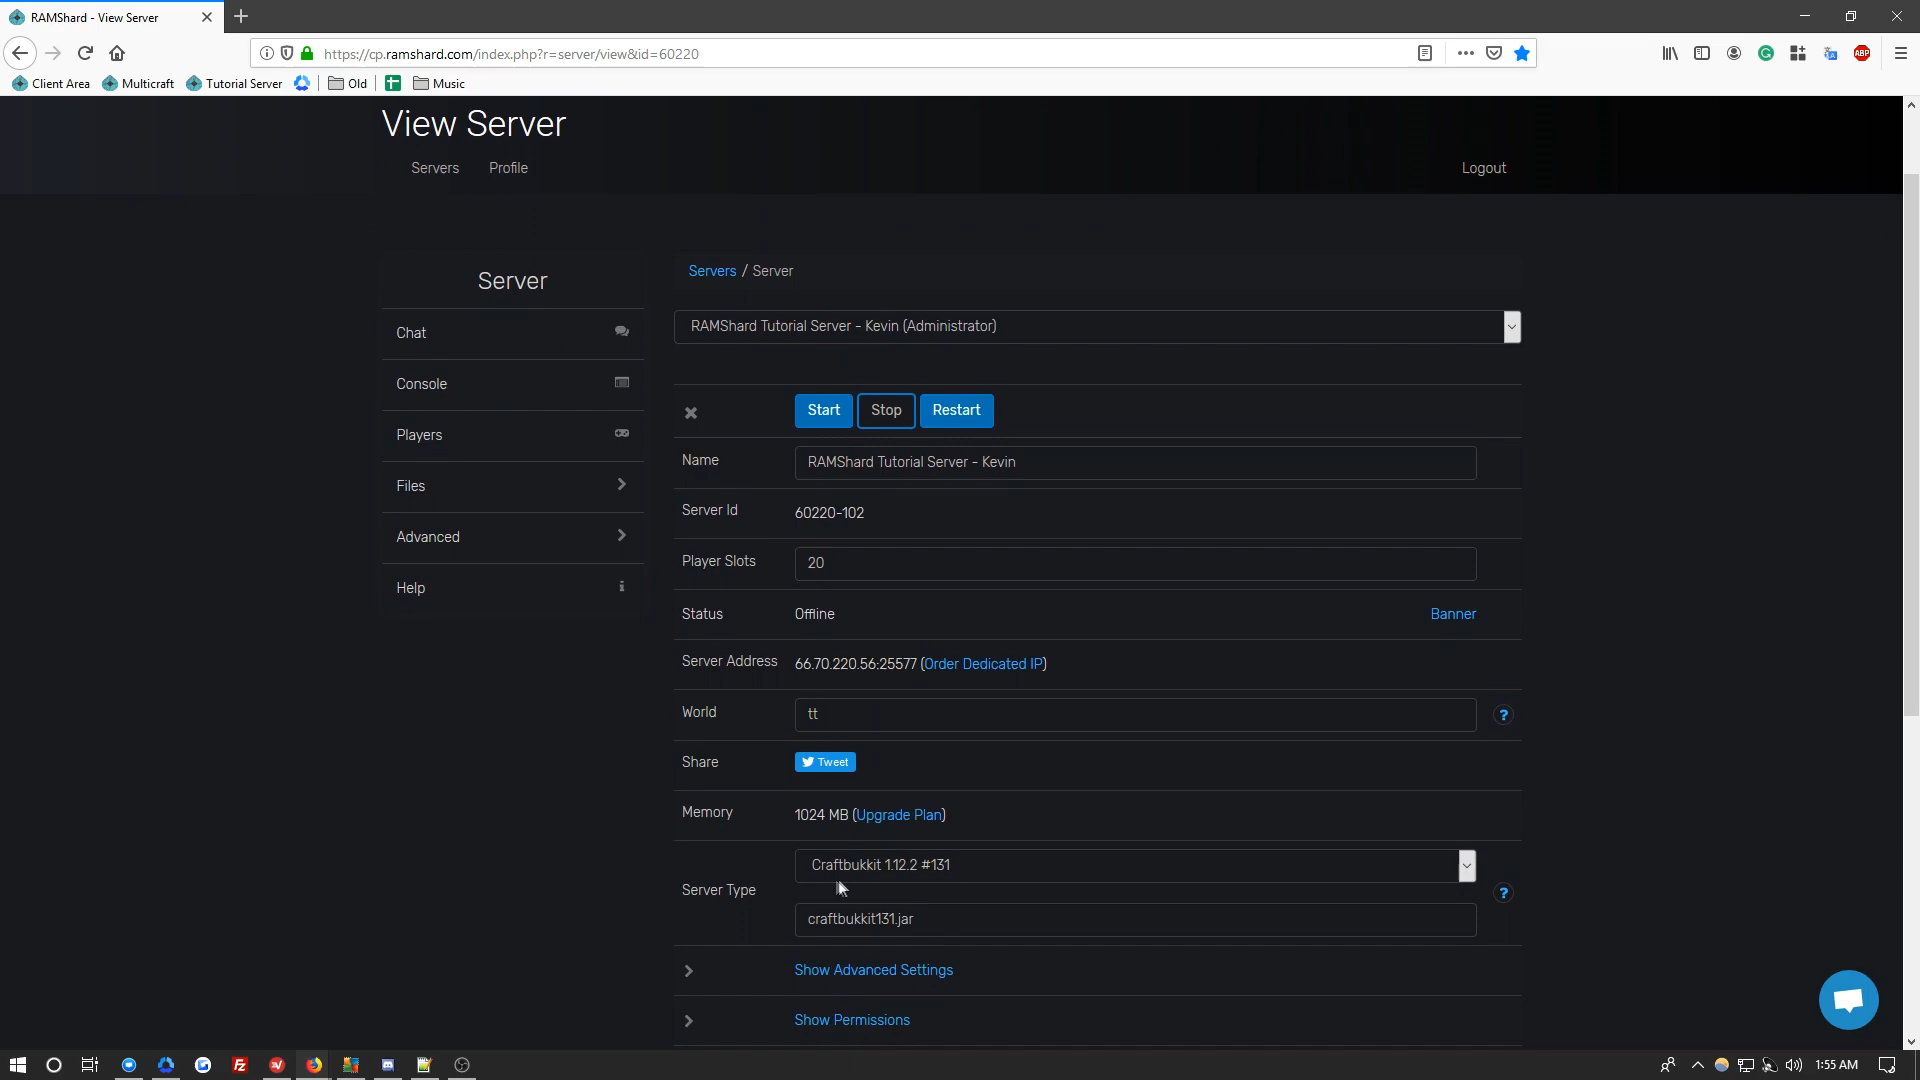 RAMShard - View Server
https://cp.ramshard.com/index.php?r=server/view&id=60220
ABP
Client Area
Multicraft
Tutorial Server
Old
Music
View Server
Servers
Profile
Logout
Server
Chat
Console
Players
Files
Advanced
Help
Servers / Server
RAMShard Tutorial Server - Kevin (Administrator)
Start
Stop
Restart
Name
RAMShard Tutorial Server - Kevin
Server Id
60220-102
Player Slots
20
Status
Offline
Banner
Server Address
66.70.220.56:25577 (Order Dedicated IP)
World
tt
?
Share
Tweet
Memory
1024 MB (Upgrade Plan)
Server Type
Craftbukkit 1.12.2 #131
?
craftbukkit131.jar
Show Advanced Settings
Show Permissions
Fz
1:55 AM